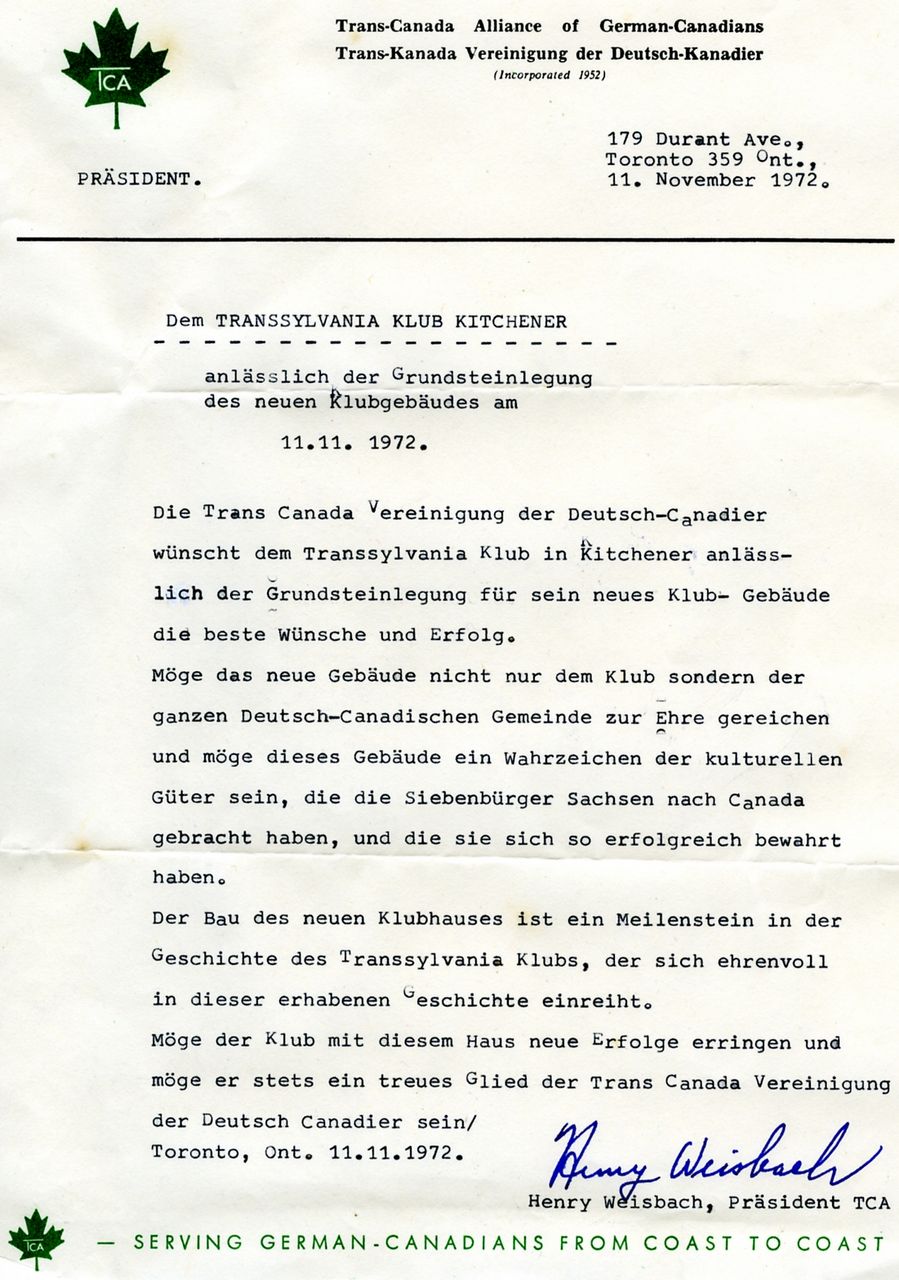 TCA
Trans-Canada Alliance of German-Canadians
Trans-Kanada Vereinigung der Deutsch-Kanadier
(Incorporated 1952)
179 Durant Ave.,
Toronto 359 Ont.,
PRÄSIDENT.
11. November 1972.
Dem TRANSSYLVANIA KLUB KITCHENER
anlässlich der Grundsteinlegung
des neuen Klubgebäudes am
11.11. 1972.
Die Trans Canada Vereinigung der Deutsch-Canadier
wünscht dem Transsylvania Klub in Kitchener anläss-
lich der Grundsteinlegung für sein neues Klub- Gebäude
die beste Wünsche und Erfolg.
Möge das neue Gebäude nicht nur dem Klub sondern der
ganzen Deutsch-Canadischen Gemeinde zur Ehre gereichen
und möge dieses Gebäude ein Wahrzeichen der kulturellen
Güter sein, die die Siebenbürger Sachsen nach Canada
gebracht haben, und die sie sich so erfolgreich bewahrt
haben.
Der Bau des neuen Klubhauses ist ein Meilenstein in der
Geschichte des Transsylvania Klubs, der sich ehrenvoll
in dieser erhabenen Geschichte einreiht.
Möge der Klub mit diesem Haus neue Erfolge erringen und
möge er stets ein treues Glied der Trans Canada Vereinigung
der Deutsch Canadier sein/
Toronto, Ont. 11.11.1972.
Henry Weisbach
Henry Weisbach, Präsident TCA
TCA — SERVING GERMAN-CANADIANS FROM COAST TO COAST